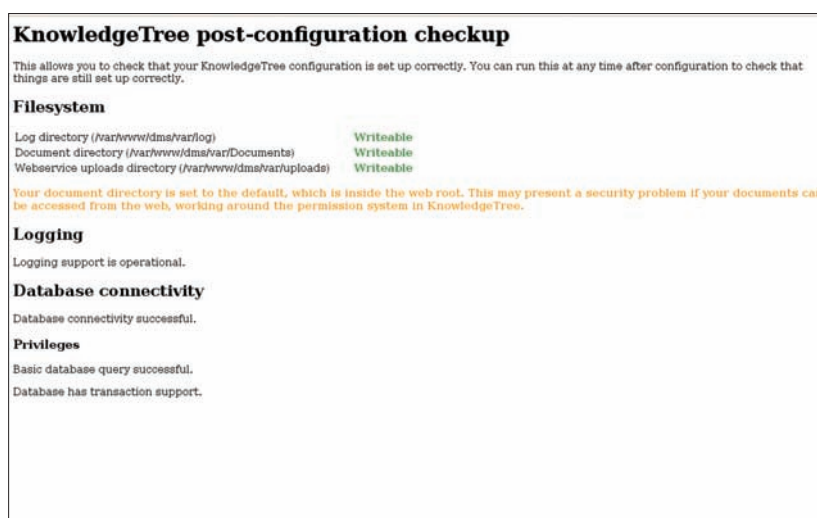 KnowledgeTree post-configuration checkup
This allows you to check that your KnowledgeTree configuration is set up correctly. You can run this at any time after configuration to check that
things are still set up correctly.
Filesystem
Log directory (/var/www/dms/var/log) Writeable
Document directory (/var/www/dms/var/Documents) Writeable
Webservice uploads directory (/var/www/dms/var/uploads) Writeable
Your document directory is set to the default, which is inside the web root. This may present a security problem if your documents can
be accessed from the web, working around the permission system in KnowledgeTree.
Logging
Logging support is operational.
Database connectivity
Database connectivity successful.
Privileges
Basic database query successful.
Database has transaction support.